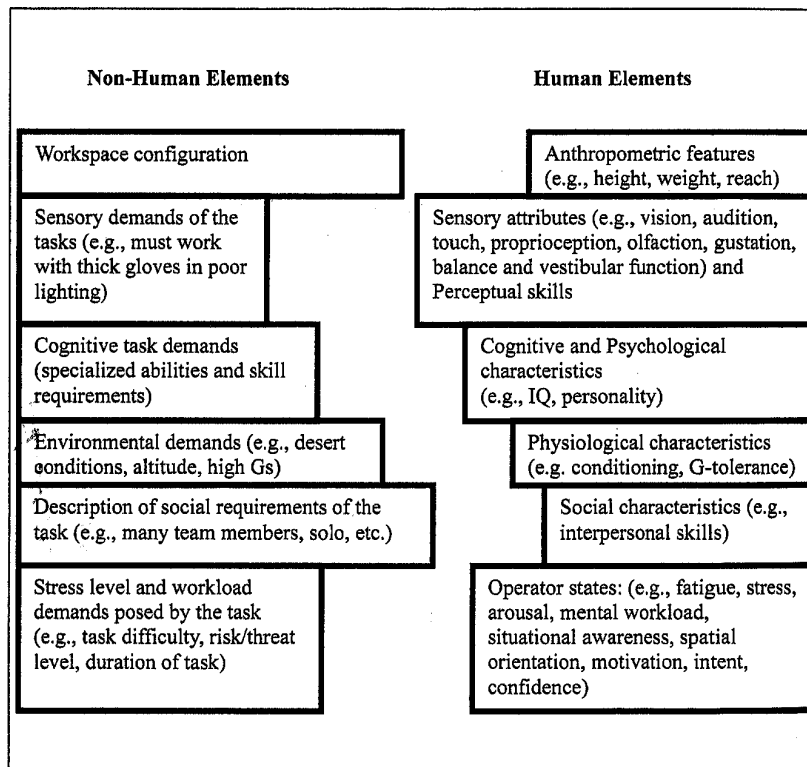 Non-Human Elements
Human Elements
Workspace configuration
Anthropometric features
(e.g., height, weight, reach)
Sensory demands of the
tasks (e.g., must work
with thick gloves in poor
lighting)
Sensory attributes (e.g., vision, audition,
touch, proprioception, olfaction, gustation,
balance and vestibular function) and
Perceptual skills
Cognitive task demands
(specialized abilities and skill
requirements)
Cognitive and Psychological
characteristics
(e.g., IQ, personality)
Environmental demands (e.g., desert
conditions, altitude, high Gs)
Physiological characteristics
(e.g. conditioning, G-tolerance)
Description of social requirements of the
task (e.g., many team members, solo, etc.)
Social characteristics (e.g.,
interpersonal skills)
Stress level and workload
demands posed by the task
(e.g., task difficulty, risk/threat
level, duration of task)
Operator states: (e.g., fatigue, stress,
arousal, mental workload,
situational awareness, spatial
orientation, motivation, intent,
confidence)